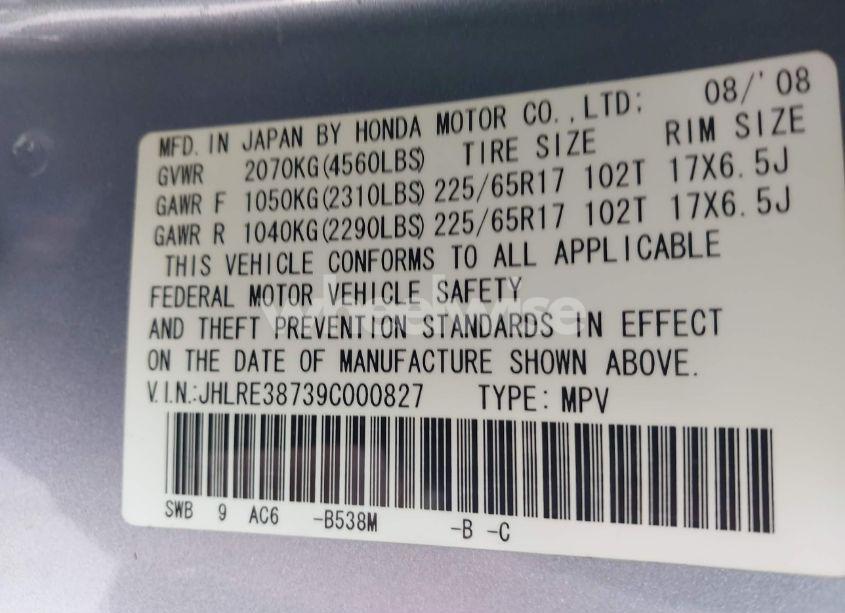 MFD. IN JAPAN BY HONDA MOTOR CO.,LTD: 08/'08
GVWR 2070KG(4560LBS) TIRE SIZE RIM SIZE
GAWR F 1050KG(2310LBS) 225/65R17 102T 17X6.5J
GAWR R 1040KG(2290LBS) 225/65R17 102T 17X6.5J
THIS VEHICLE CONFORMS TO ALL APPLICABLE
FEDERAL MOTOR VEHICLE SAFETY
wheelwise
AND THEFT PREVENTION STANDARDS IN EFFECT
ON THE DATE OF MANUFACTURE SHOWN ABOVE.
V.I.N.:JHLRE38739C000827 TYPE: MPV
SWB 9 AC6 -B538M -B -C